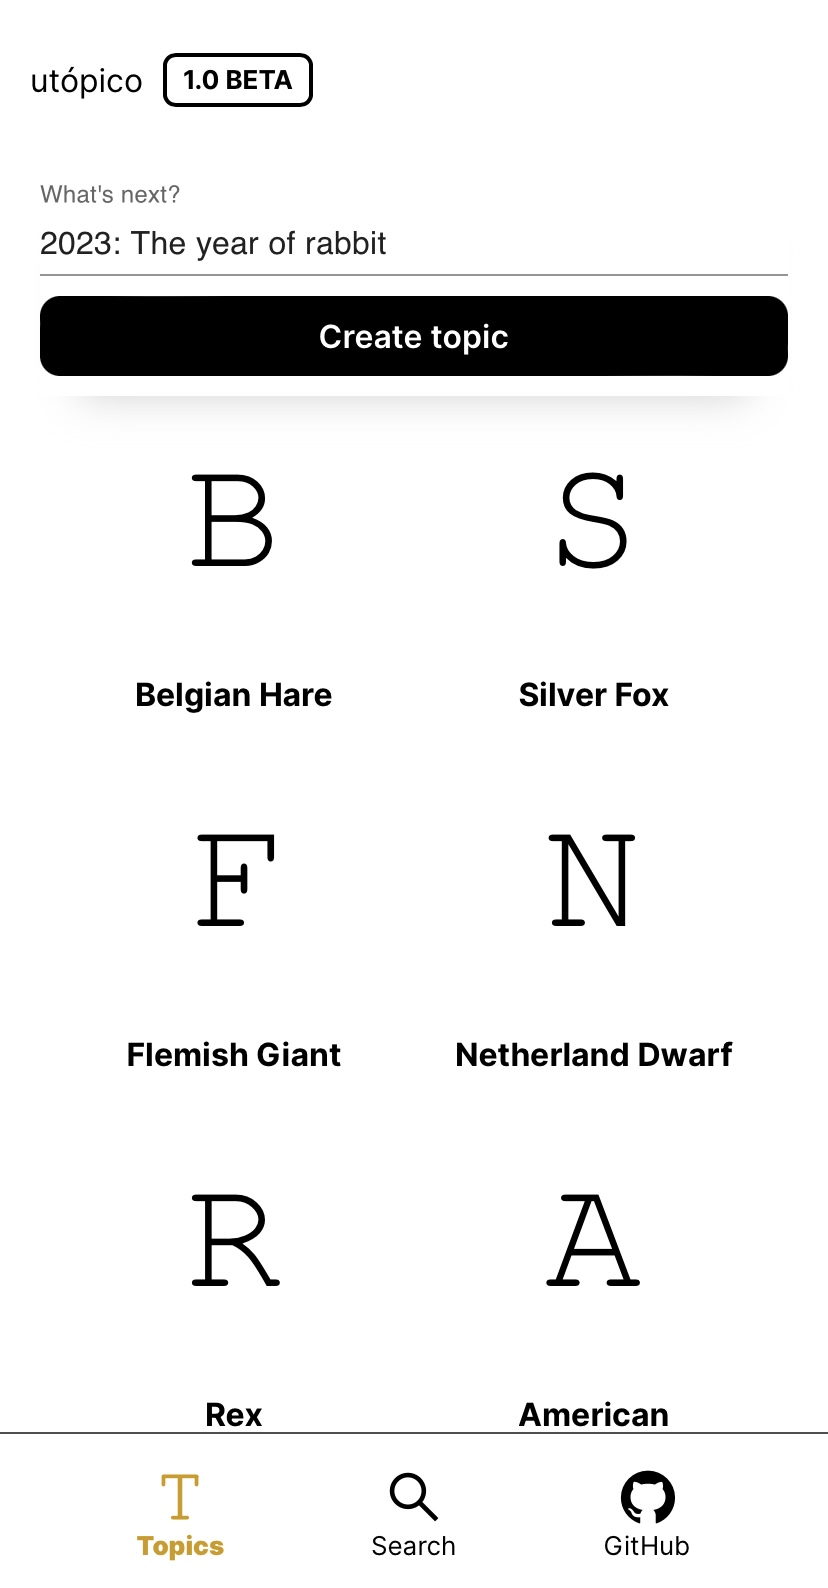 utópico 1.0 BETA
What's next?
2023: The year of rabbit
Create topic
B S
Belgian Hare Silver Fox
F N
Flemish Giant Netherland Dwarf
R A
Rex American
T
Topics Search GitHub